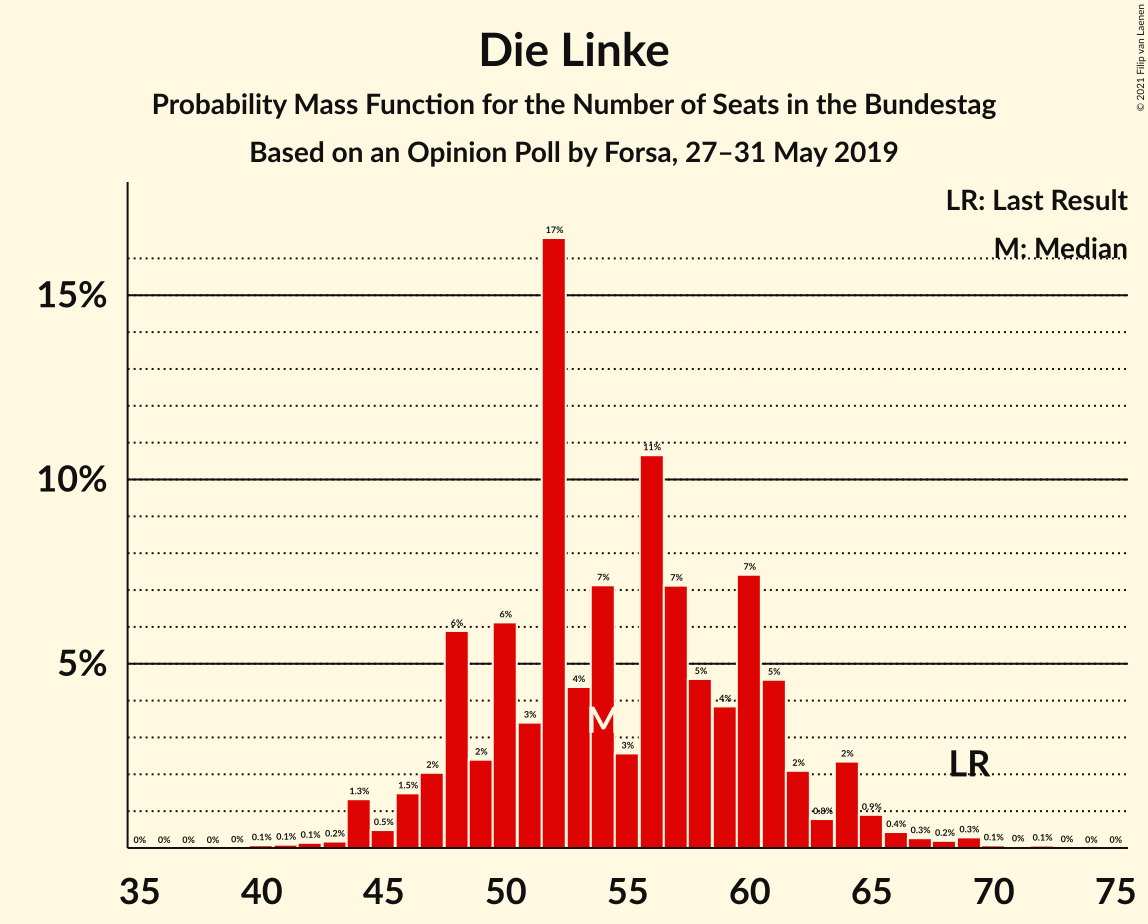 © 2021 Filip van Laenen
Die Linke
Probability Mass Function for the Number of Seats in the Bundestag
Based on an Opinion Poll by Forsa, 27–31 May 2019
LR: Last Result
M: Median
15%
10%
5%
0% 0% 0% 0% 0% 0.1% 0.1% 0.1% 0.2% 1.3% 0.5% 1.5% 2% 6% 2% 6% 3% 17% 4% 7% 3% 11% 7% 5% 4% 7% 5% 2% 0.8% 2% 0.9% 0.4% 0.3% 0.2% 0.3% 0.1% 0% 0.1% 0% 0% 0%
M
LR
35 40 45 50 55 60 65 70 75